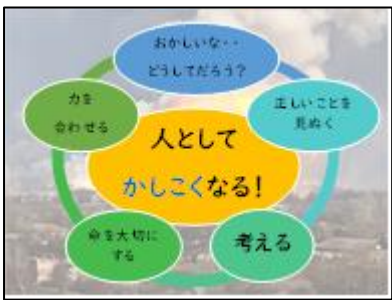 おかしいな・・
どうしてだろう？
正しいことを
見ぬく
考える
命を大切に
する
力を
合わせる
人として
かしこくなる！